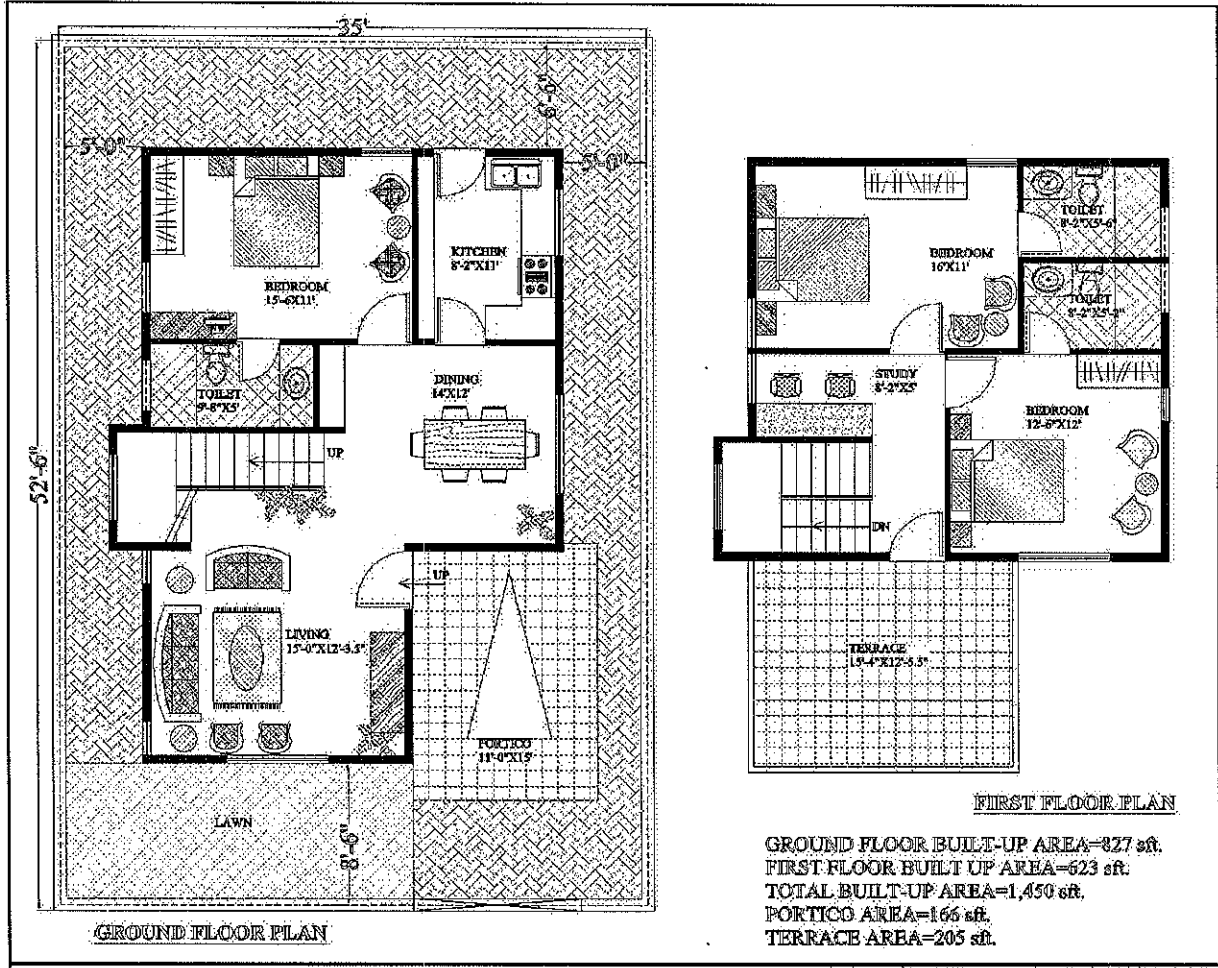 35'
6'-6"
5'-0"
5'-0"
KITCHEN
8'-2"X11'
BEDROOM
15'-6X11'
TOILET
9'-8"X5'
DINING
14'X12'
UP
52'-6"
UP
LIVING
15'-0"X12'-3.5"
PORTICO
11'-0"X15'
LAWN
8'-6"
GROUND FLOOR PLAN
TOILET
8'-2"X5'-6"
BEDROOM
16'X11'
TOILET
8'-2"X5'-2"
STUDY
8'-2"X5'
BEDROOM
12'-6"X12'
DN
TERRACE
15'-4"X12'-5.5"
FIRST FLOOR PLAN
GROUND FLOOR BUILT-UP AREA=827 sft.
FIRST FLOOR BUILT UP AREA=623 sft.
TOTAL BUILT-UP AREA=1,450 sft.
PORTICO AREA=166 sft.
TERRACE AREA=205 sft.